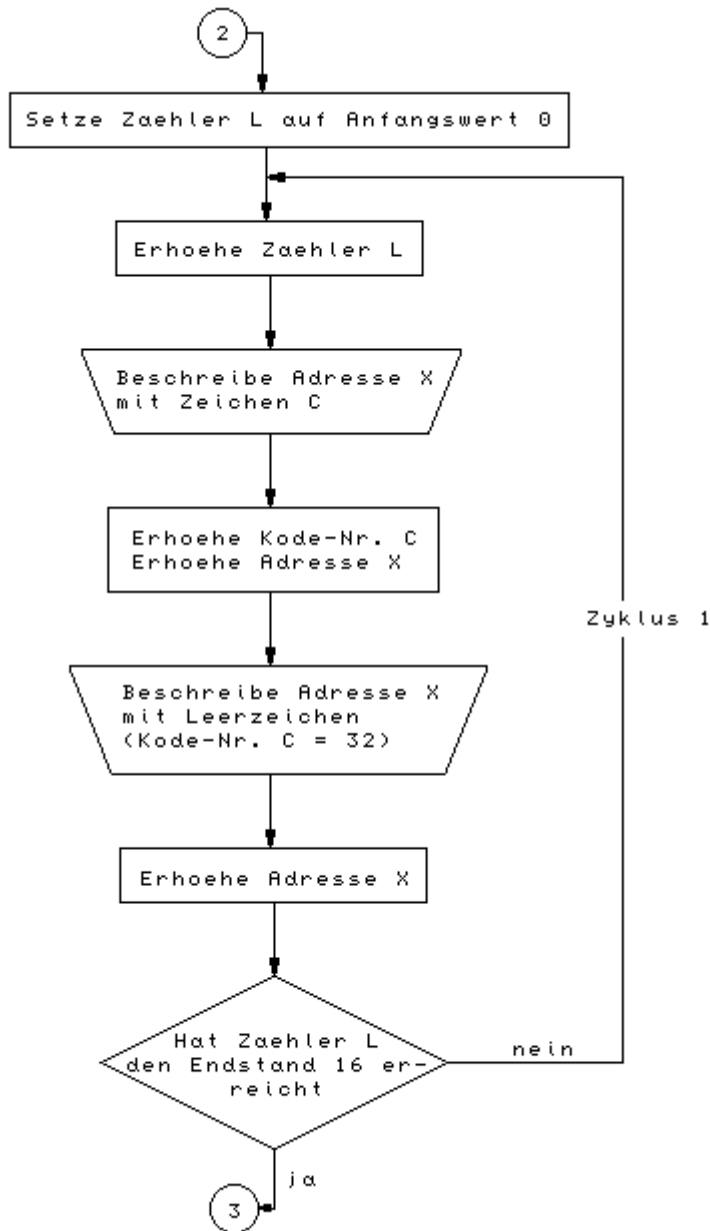 2
Setze Zaehler L auf Anfangswert 0
Erhoehe Zaehler L
Beschreibe Adresse X
mit Zeichen C
Erhoehe Kode-Nr. C
Erhoehe Adresse X
Zyklus 1
Beschreibe Adresse X
mit Leerzeichen
(Kode-Nr. C = 32)
Erhoehe Adresse X
Hat Zaehler L
den Endstand 16 er-
reicht
nein
ja
3